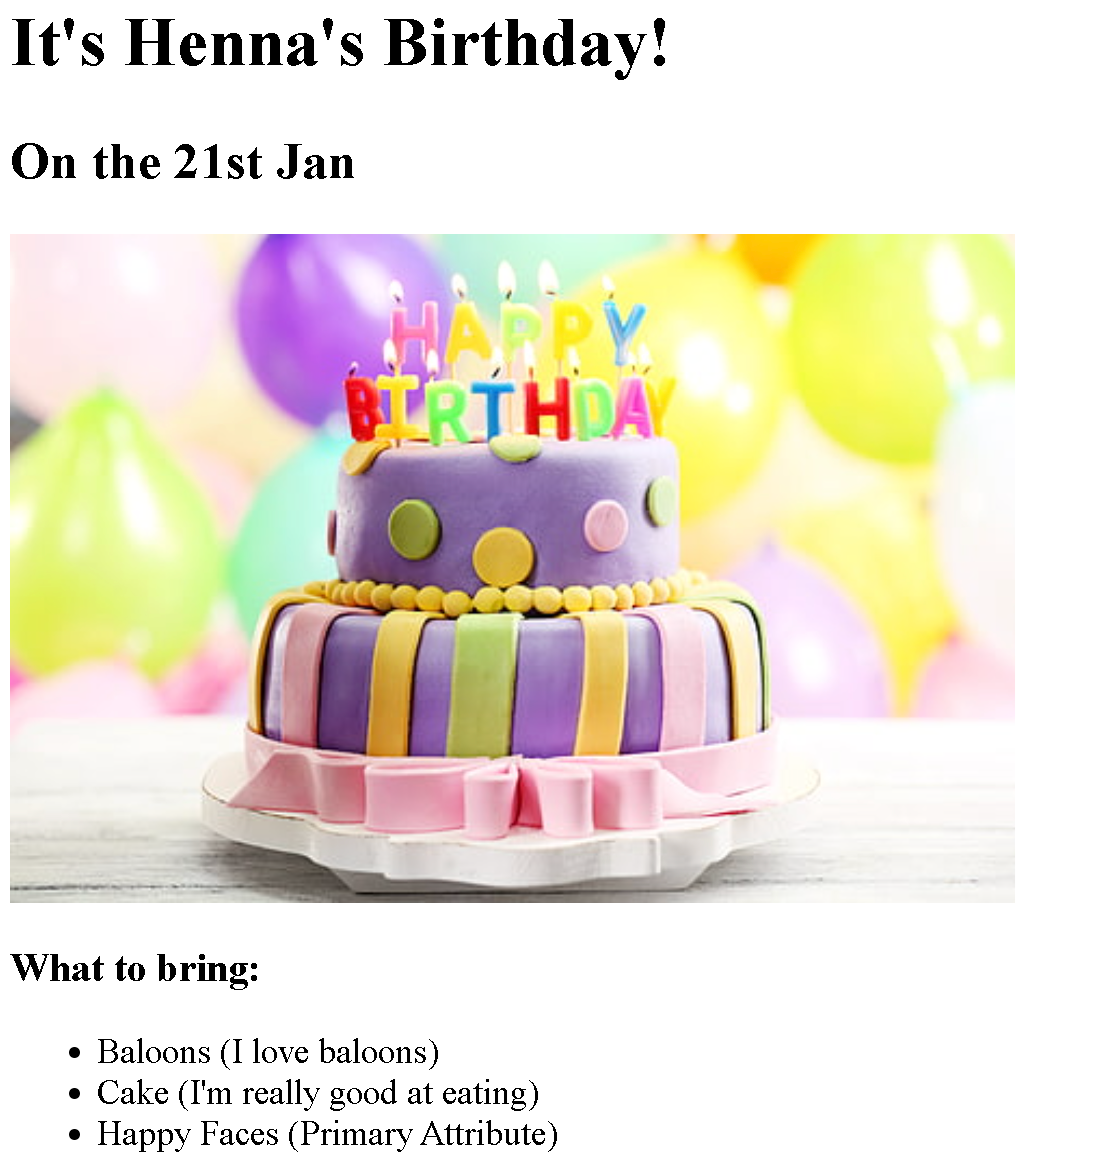 It's Henna's Birthday!
On the 21st Jan
HAPPY
BIRTHDAY
What to bring:
Baloons (I love baloons)
Cake (I'm really good at eating)
Happy Faces (Primary Attribute)